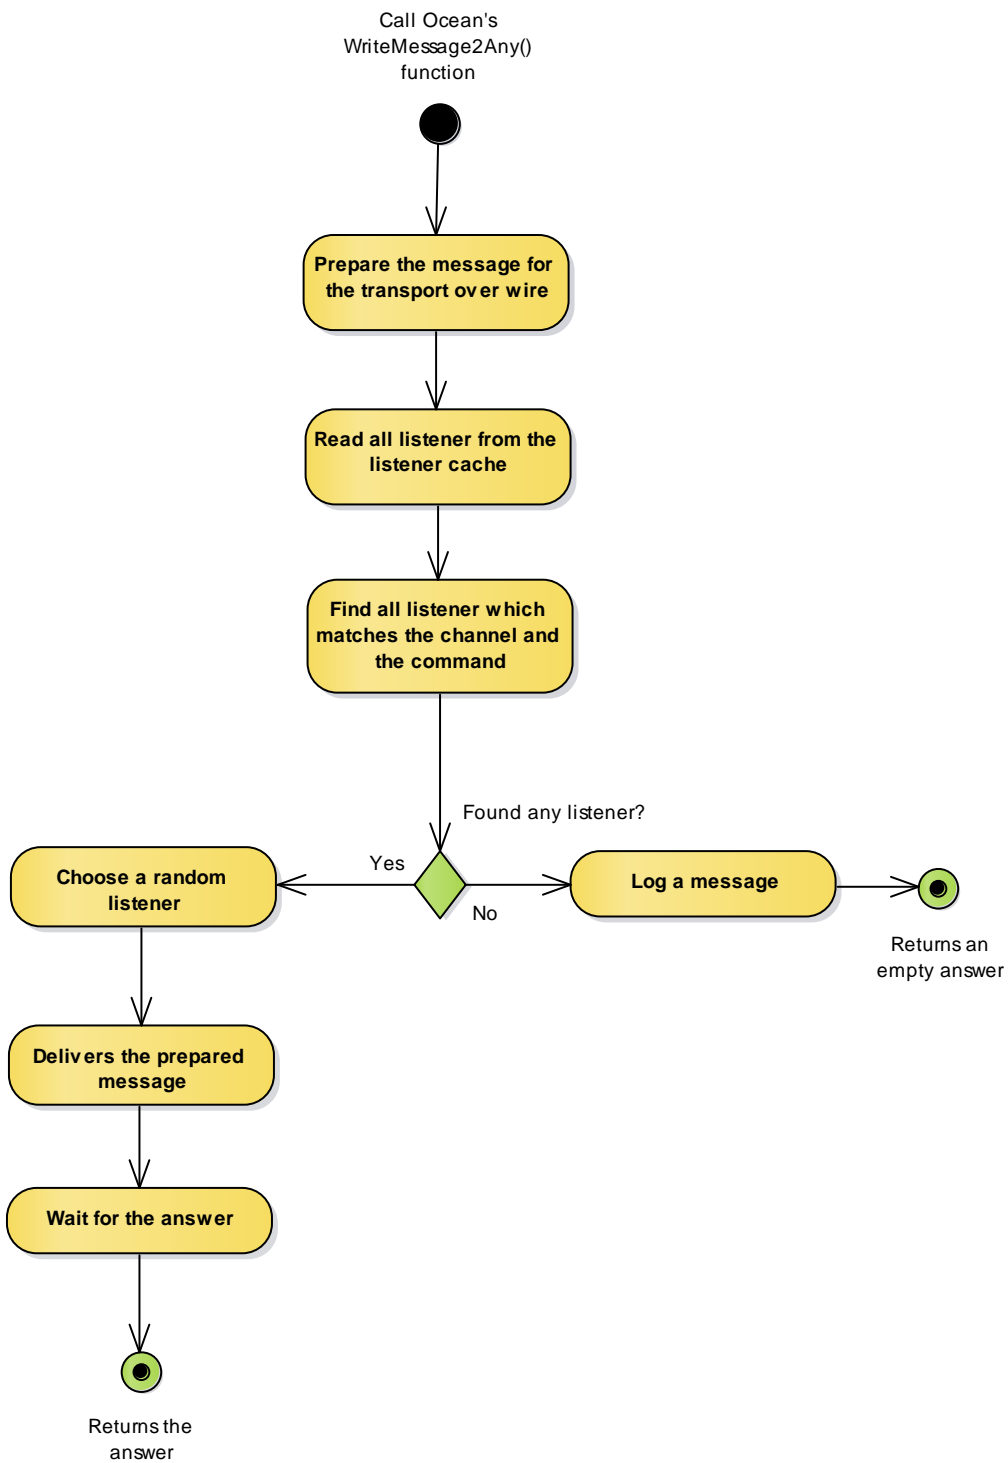 Call Ocean's
WriteMessage2Any()
function
Prepare the message for
the transport over wire
Read all listener from the
listener cache
Find all listener which
matches the channel and
the command
Found any listener?
Yes
No
Choose a random
listener
Log a message
Returns an
empty answer
Delivers the prepared
message
Wait for the answer
Returns the
answer